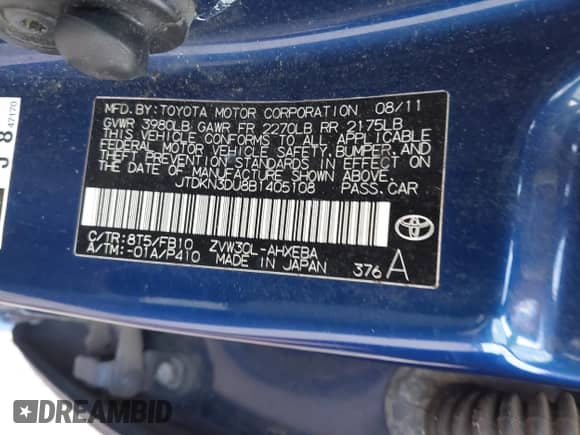 MFD. BY: TOYOTA MOTOR CORPORATION 08/11
GVWR 3980LB GAWR FR 2270LB RR 2175LB
THIS VEHICLE CONFORMS TO ALL APPLICABLE
FEDERAL MOTOR VEHICLE SAFETY, BUMPER, AND
THEFT PREVENTION STANDARDS IN EFFECT ON
THE DATE OF MANUFACTURE SHOWN ABOVE.
JTDKN3DU8B1405108 PASS. CAR
C/TR: 8T5/FB10 ZVW30L-AHXEBA
A/TM: -01A/P410 MADE IN JAPAN
376 A
J 8 47170
DREAMBID